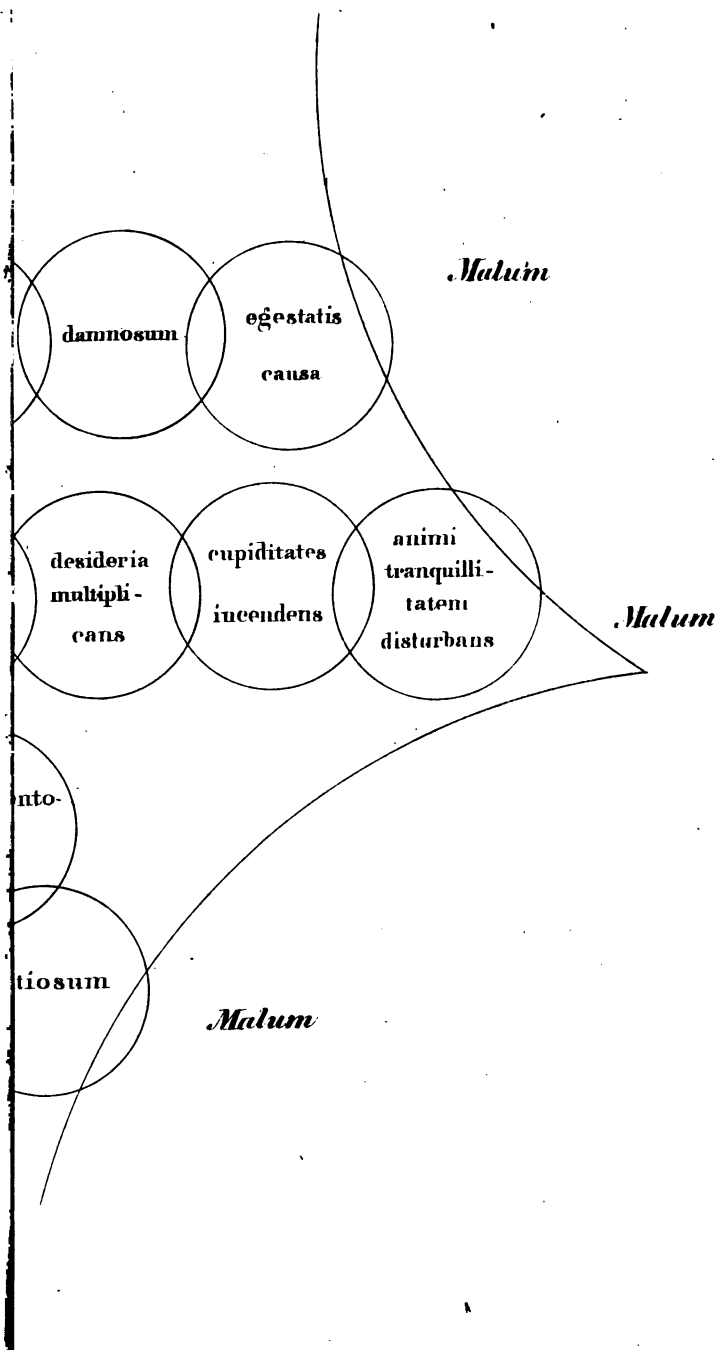 Malum
damnosum
egestatis
causa
desideria
multipli-
cans
cupiditates
incendens
animi
tranquilli-
tatem
disturbans
Malum
nto-
tiosum
Malum